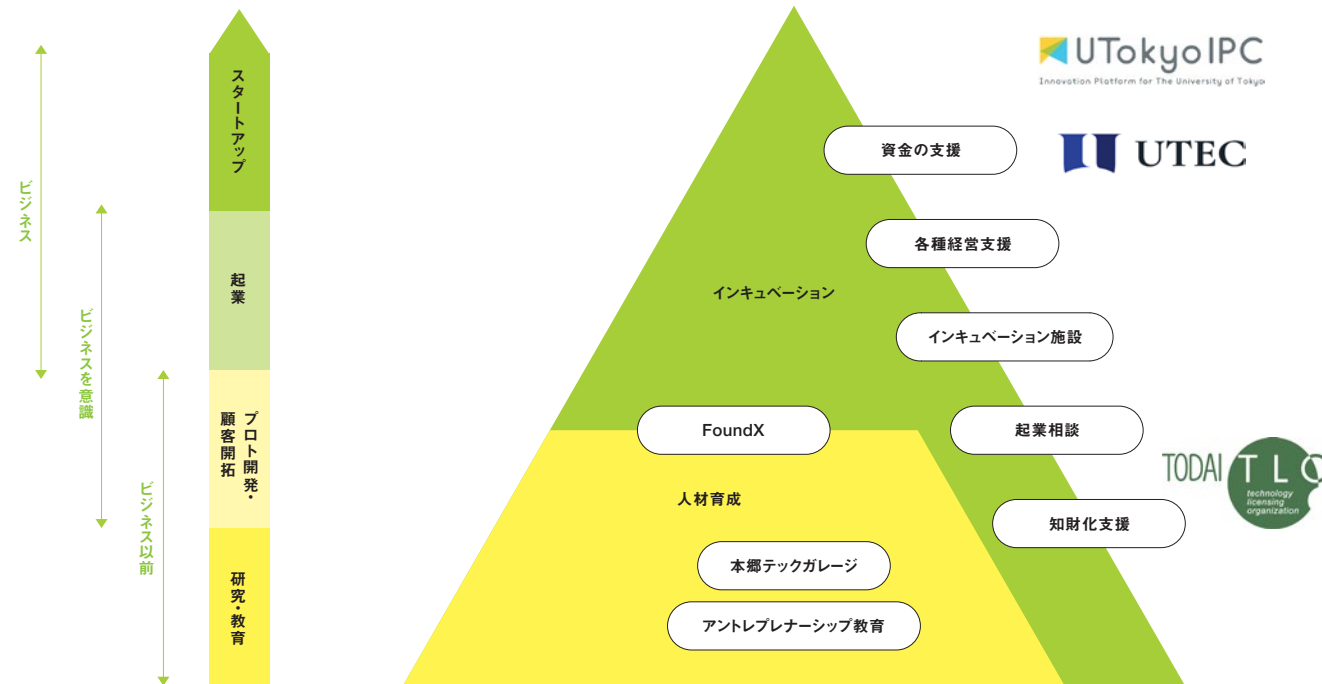 ビジネス
ビジネスを意識
ビジネス以前
スタートアップ
起業
プロト開発・
顧客開拓
研究・教育
UTokyoIPC
Innovation Platform for The University of Tokyo
資金の支援
UTEC
各種経営支援
インキュベーション
インキュベーション施設
FoundX
起業相談
人材育成
TODAI TLO
technology
licensing
organization
知財化支援
本郷テックガレージ
アントレプレナーシップ教育